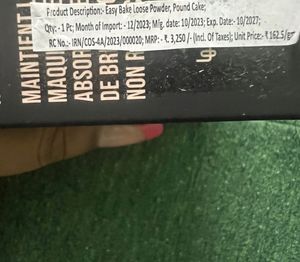 Product Description:- Easy Bake Loose Powder, Pound Cake;
Qty: - 1 Pc; Month of Import: - 12/2023; Mfg. date: 10/2023; Exp. Date: - 10/2027;
RC No.:- IRN/COS-4A/2023/000020; MRP:- ₹. 3,250 /- (Incl. Of Taxes); Unit Price:- ₹ 162.5/gm
MAINTIENT
MAQU
ABSOR
DE BR
NON